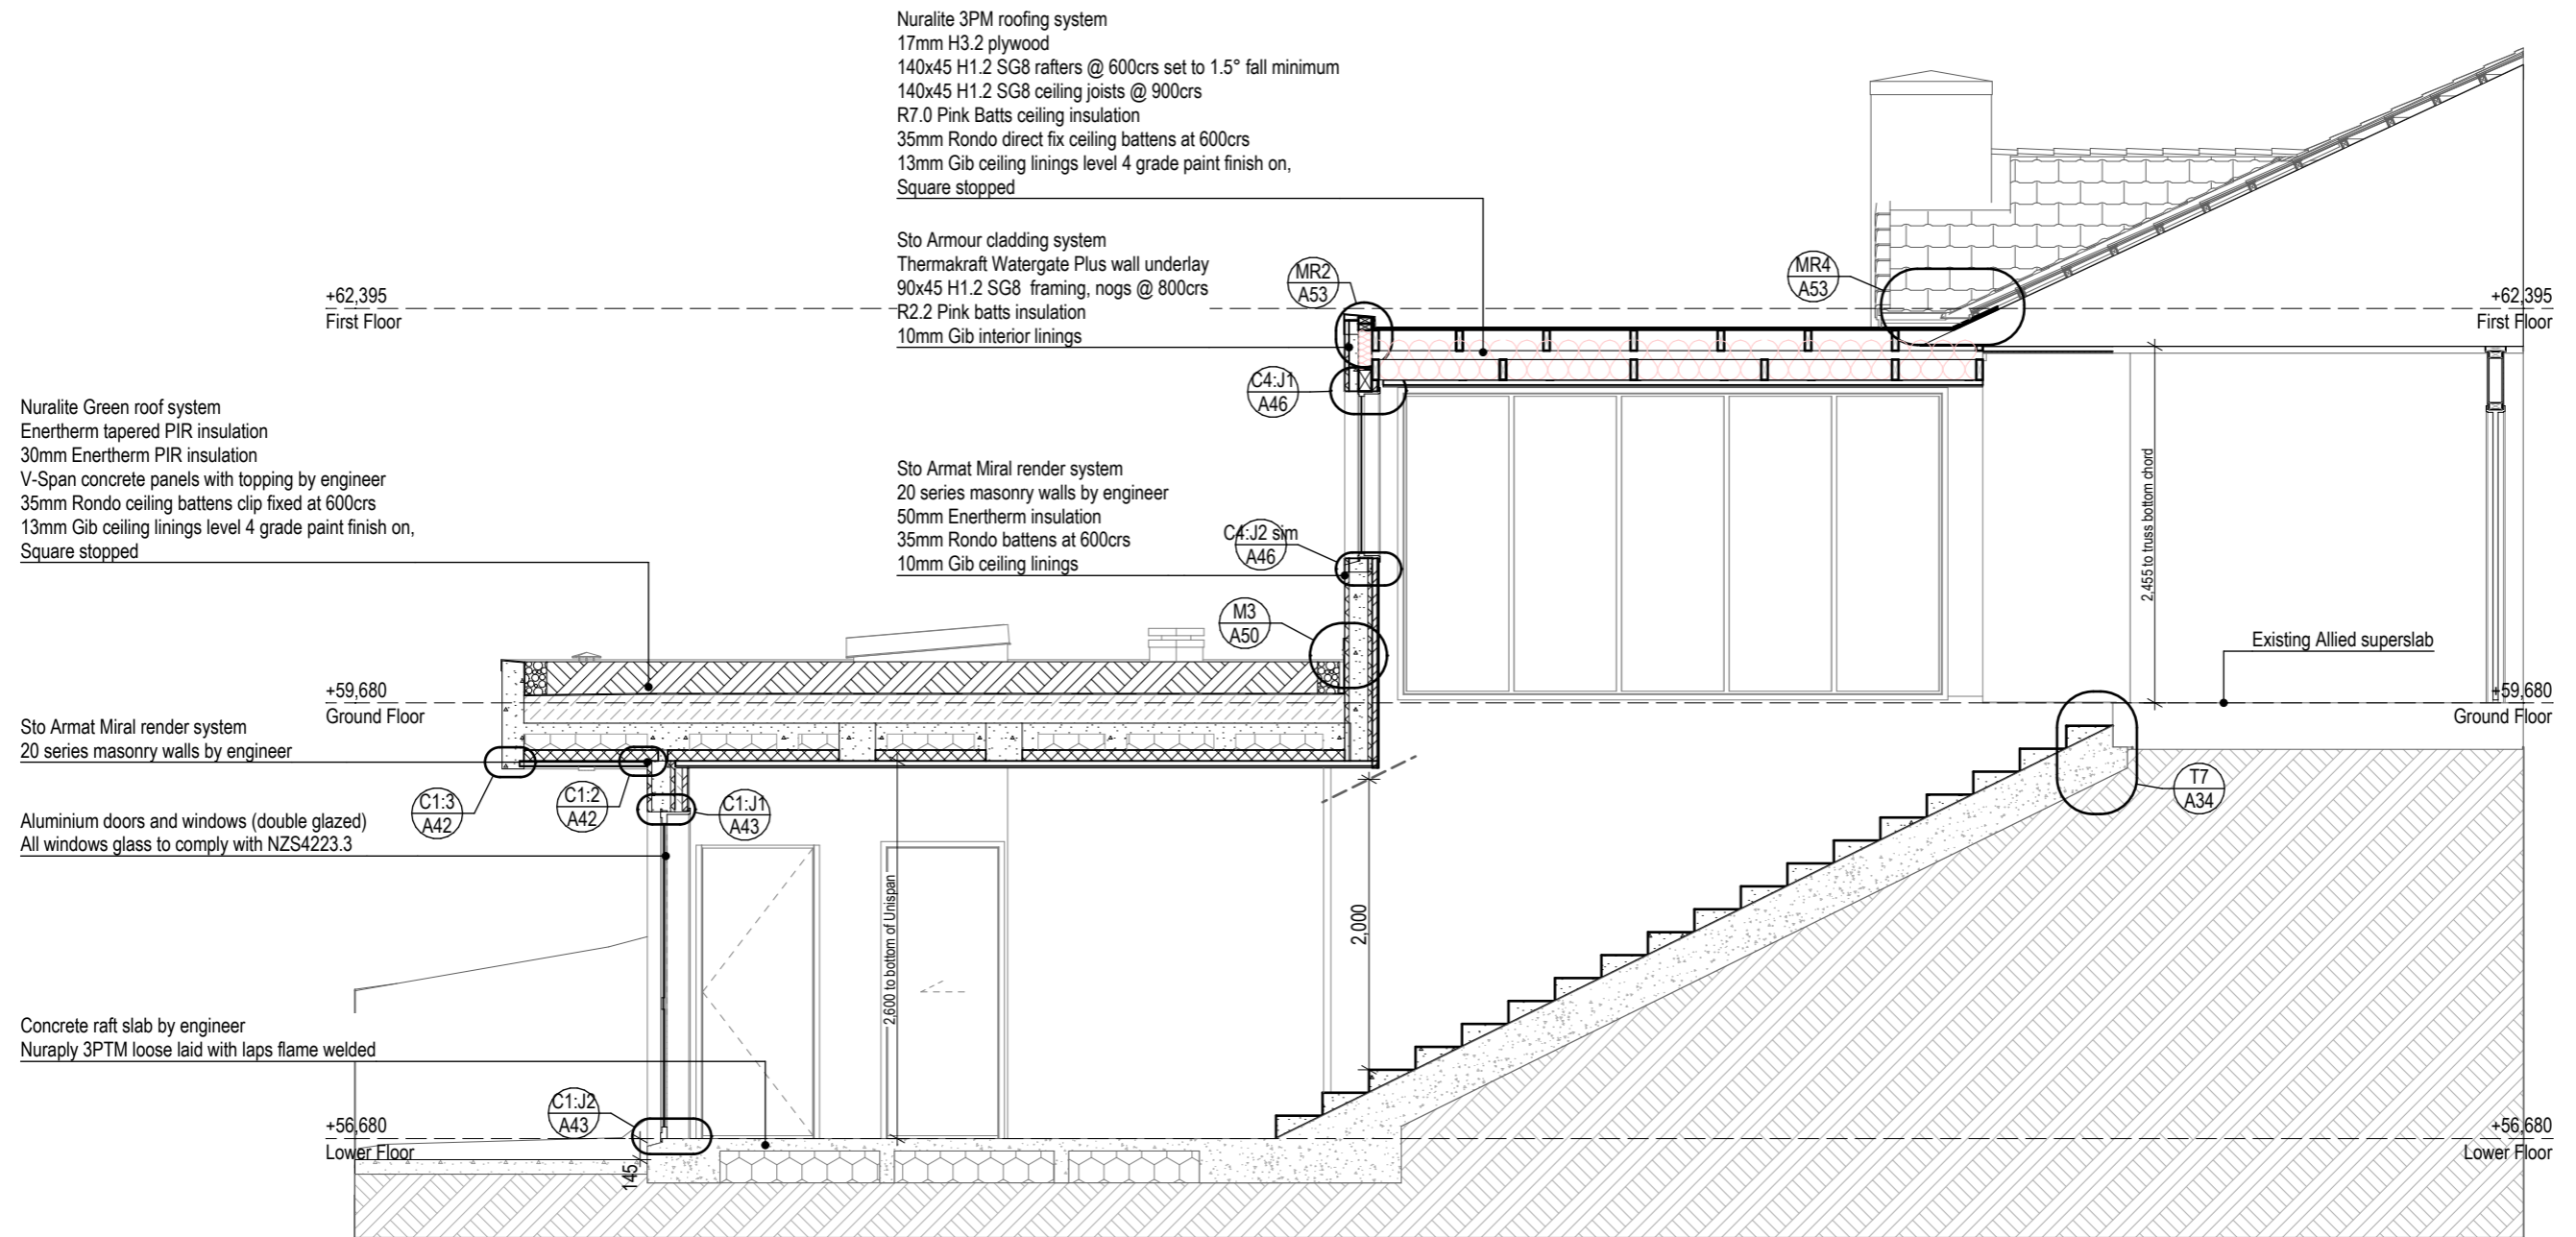 Nuralite 3PM roofing system
17mm H3.2 plywood
140x45 H1.2 SG8 rafters @ 600crs set to 1.5° fall minimum
140x45 H1.2 SG8 ceiling joists @ 900crs
R7.0 Pink Batts ceiling insulation
35mm Rondo direct fix ceiling battens at 600crs
13mm Gib ceiling linings level 4 grade paint finish on,
Square stopped
Sto Armour cladding system
Thermakraft Watergate Plus wall underlay
90x45 H1.2 SG8 framing, nogs @ 800crs
R2.2 Pink batts insulation
10mm Gib interior linings
MR2
A53
MR4
A53
+62,395
First Floor
+62,395
First Floor
C4:J1
A46
Nuralite Green roof system
Enertherm tapered PIR insulation
30mm Enertherm PIR insulation
V-Span concrete panels with topping by engineer
35mm Rondo ceiling battens clip fixed at 600crs
13mm Gib ceiling linings level 4 grade paint finish on,
Square stopped
Sto Armat Miral render system
20 series masonry walls by engineer
50mm Enertherm insulation
35mm Rondo battens at 600crs
10mm Gib ceiling linings
C4:J2 sim
A46
M3
A50
2,455 to truss bottom chord
Existing Allied superslab
+59,680
Ground Floor
+59,680
Ground Floor
Sto Armat Miral render system
20 series masonry walls by engineer
C1:3
A42
C1:2
A42
C1:J1
A43
T7
A34
Aluminium doors and windows (double glazed)
All windows glass to comply with NZS4223.3
2,600 to bottom of Unispan
2,000
Concrete raft slab by engineer
Nuraply 3PTM loose laid with laps flame welded
C1:J2
A43
+56,680
Lower Floor
145
+56,680
Lower Floor